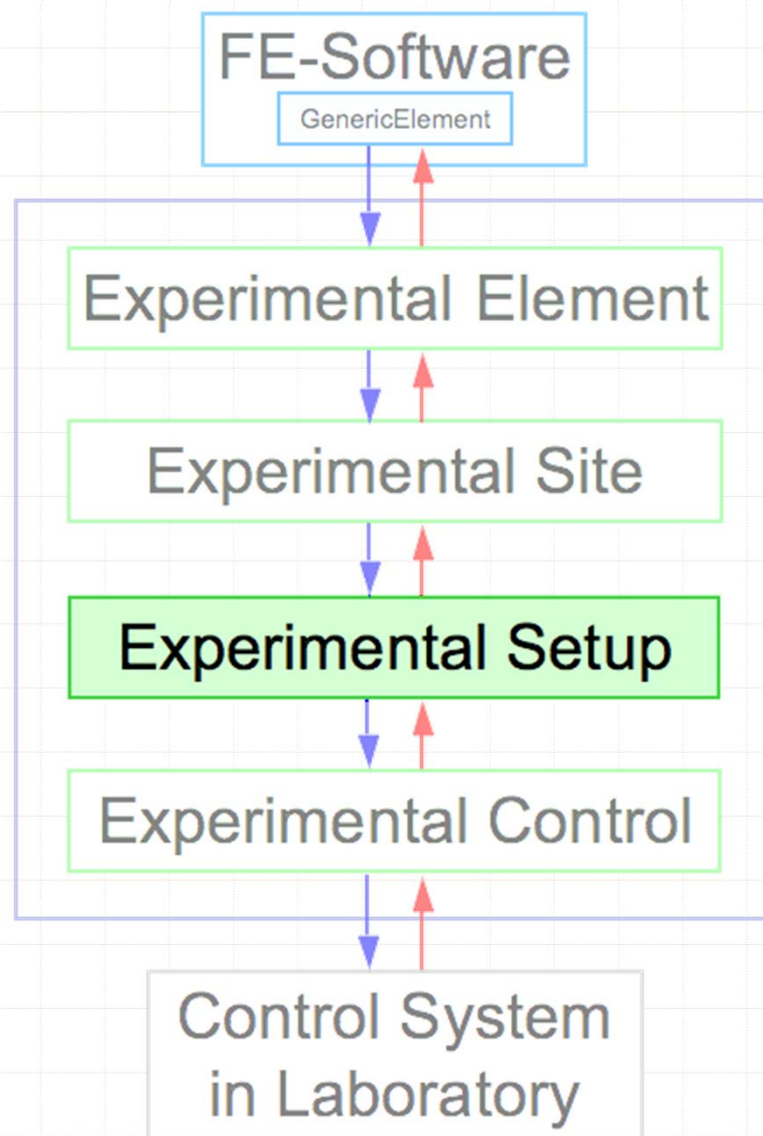 FE-Software
GenericElement
Experimental Element
Experimental Site
Experimental Setup
Experimental Control
Control System
in Laboratory